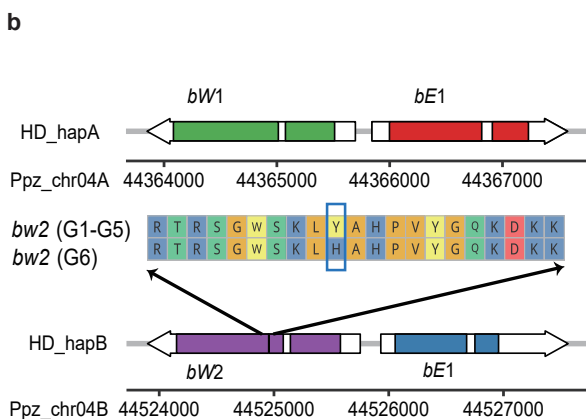 b
bW1 bE1
HD_hapA
Ppz_chr04A 44364000 44365000 44366000 44367000
bw2 (G1-G5) R T R S G W S K L Y A H P V Y G Q K D K K
bw2 (G6) R T R S G W S K L H A H P V Y G Q K D K K
HD_hapB
bW2 bE1
Ppz_chr04B 44524000 44525000 44526000 44527000